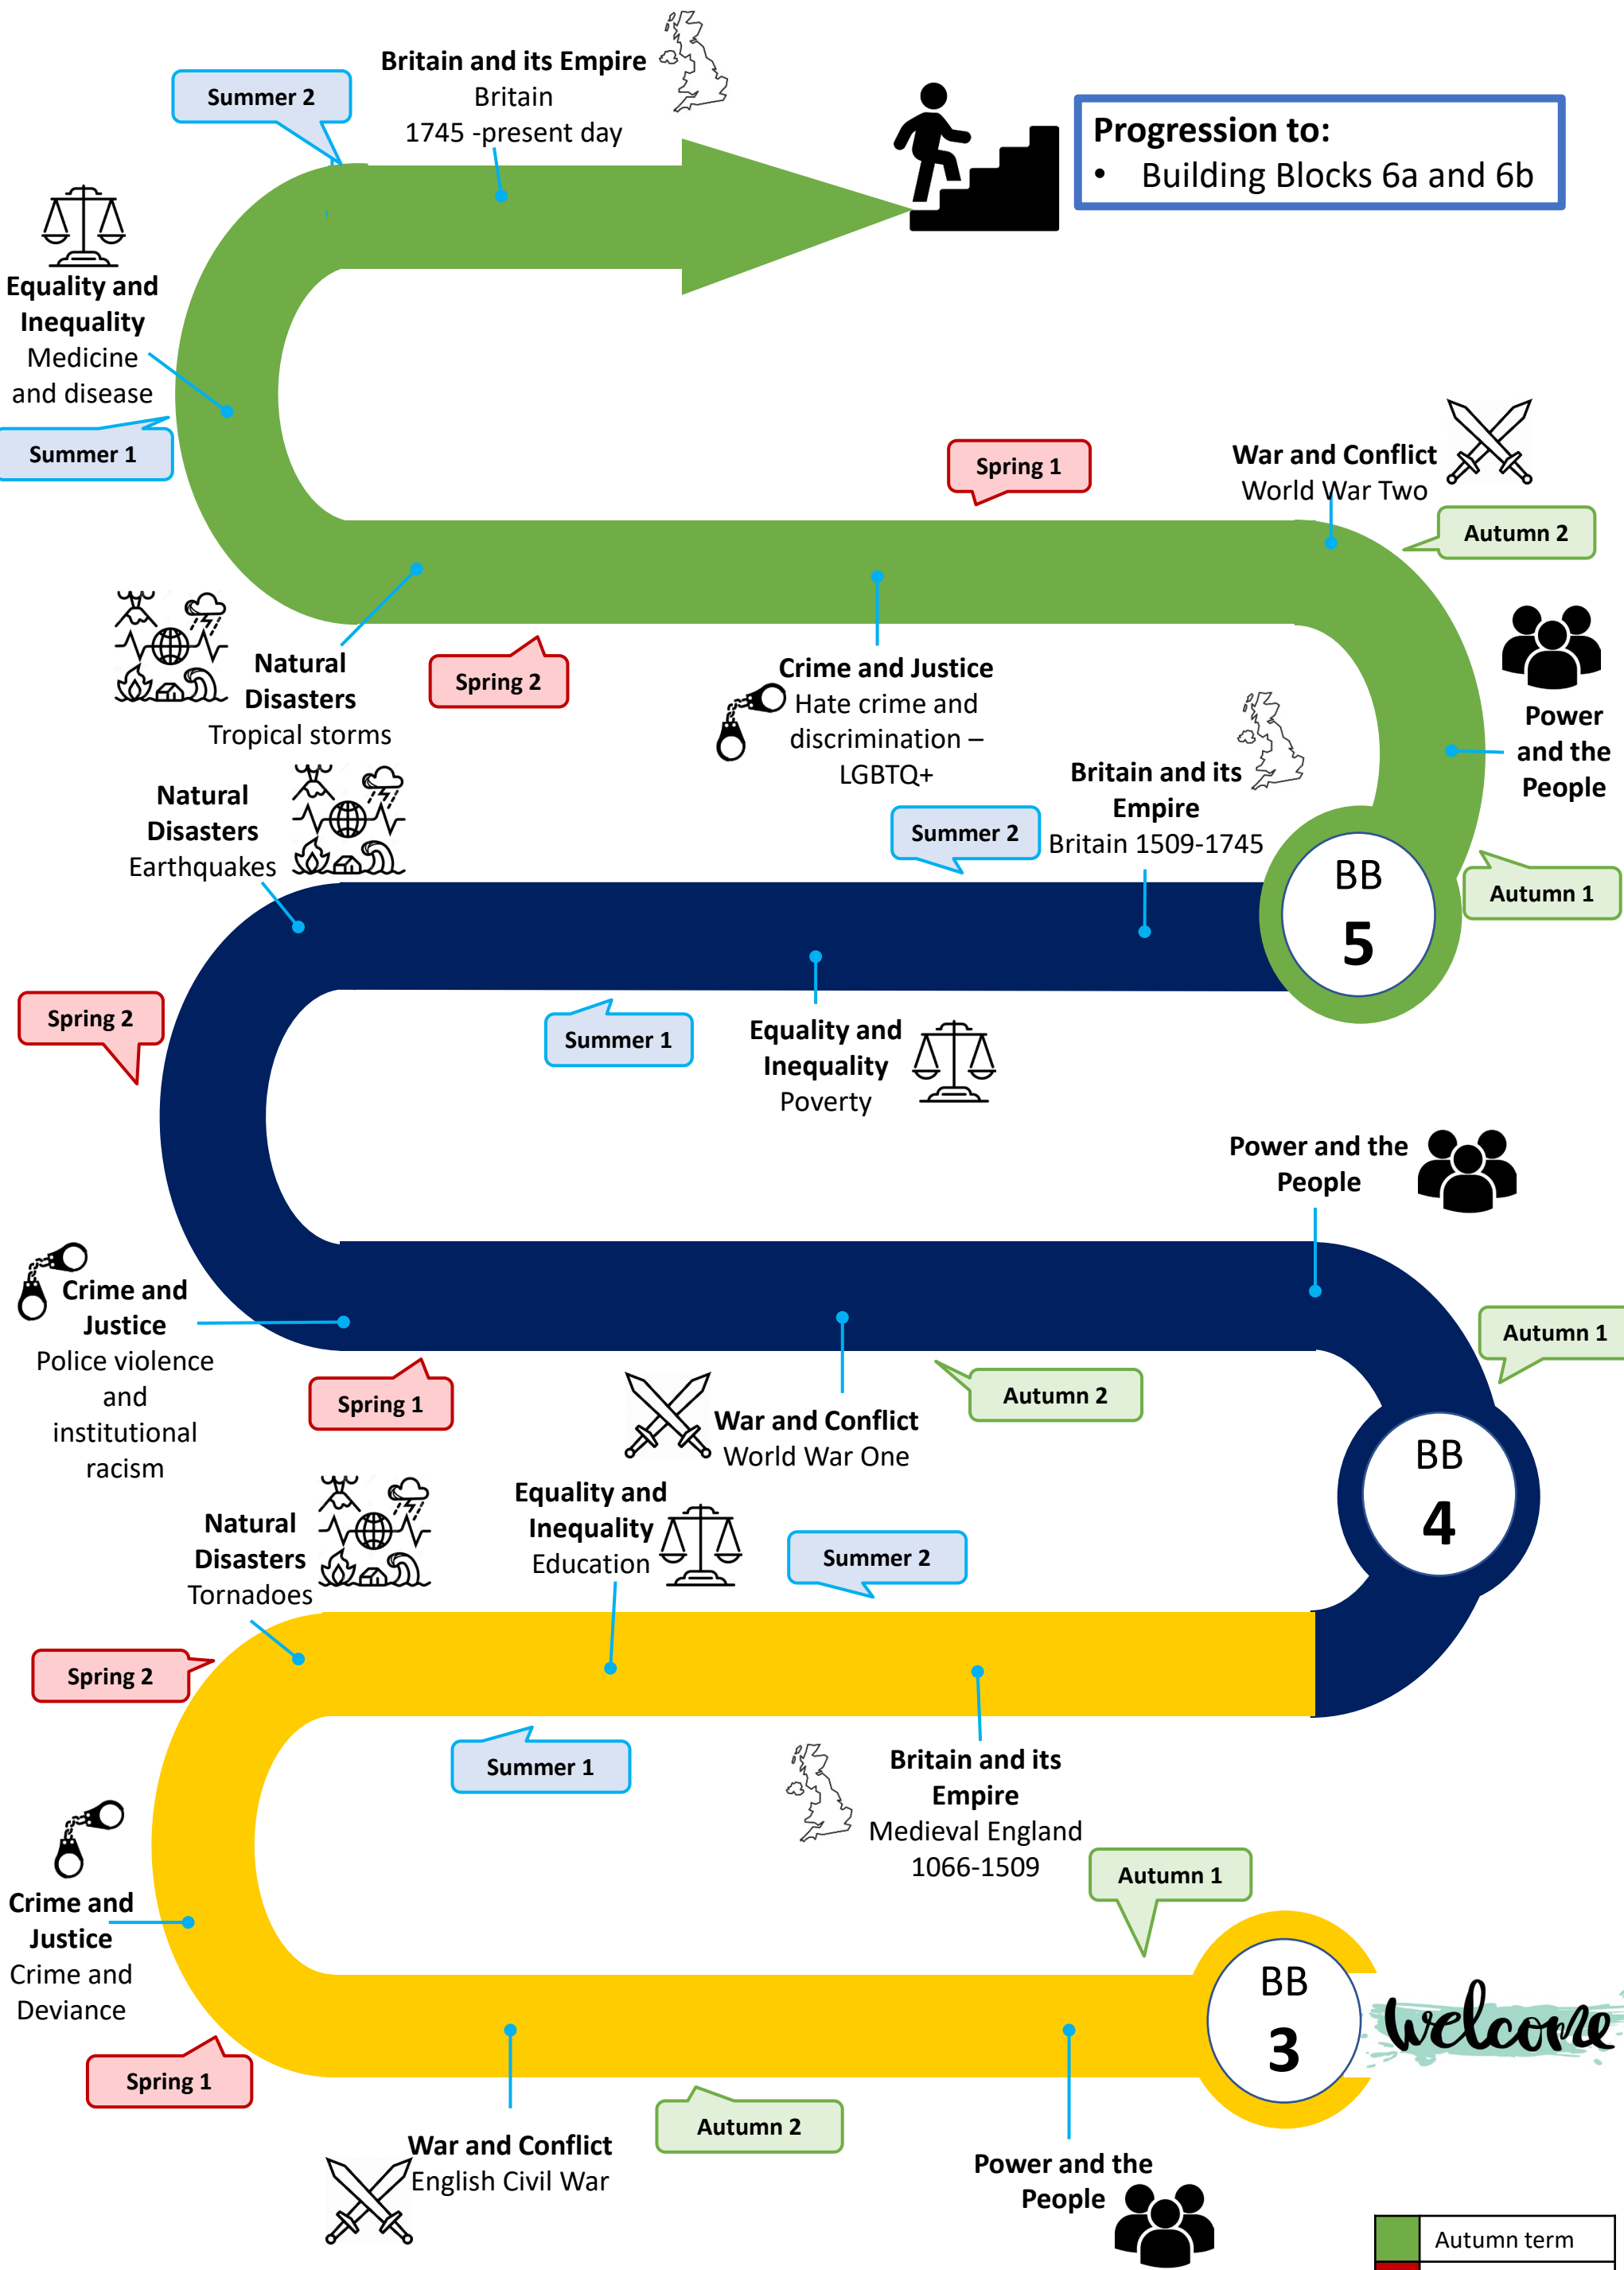 Britain and its Empire
Britain
1745 -present day
Summer 2
Progression to:
• Building Blocks 6a and 6b
Equality and
Inequality
Medicine
and disease
Summer 1
Spring 1
War and Conflict
World War Two
Autumn 2
Natural
Disasters
Tropical storms
Spring 2
Crime and Justice
Hate crime and
discrimination –
LGBTQ+
Power
and the
People
Natural
Disasters
Earthquakes
Summer 2
Britain and its
Empire
Britain 1509-1745
BB
5
Autumn 1
Spring 2
Summer 1
Equality and
Inequality
Poverty
Power and the
People
Crime and
Justice
Police violence
and
institutional
racism
Spring 1
War and Conflict
World War One
Autumn 2
Autumn 1
BB
4
Natural
Disasters
Tornadoes
Equality and
Inequality
Education
Summer 2
Spring 2
Summer 1
Britain and its
Empire
Medieval England
1066-1509
Autumn 1
Crime and
Justice
Crime and
Deviance
BB
3
welcome
Spring 1
War and Conflict
English Civil War
Autumn 2
Power and the
People
Autumn term